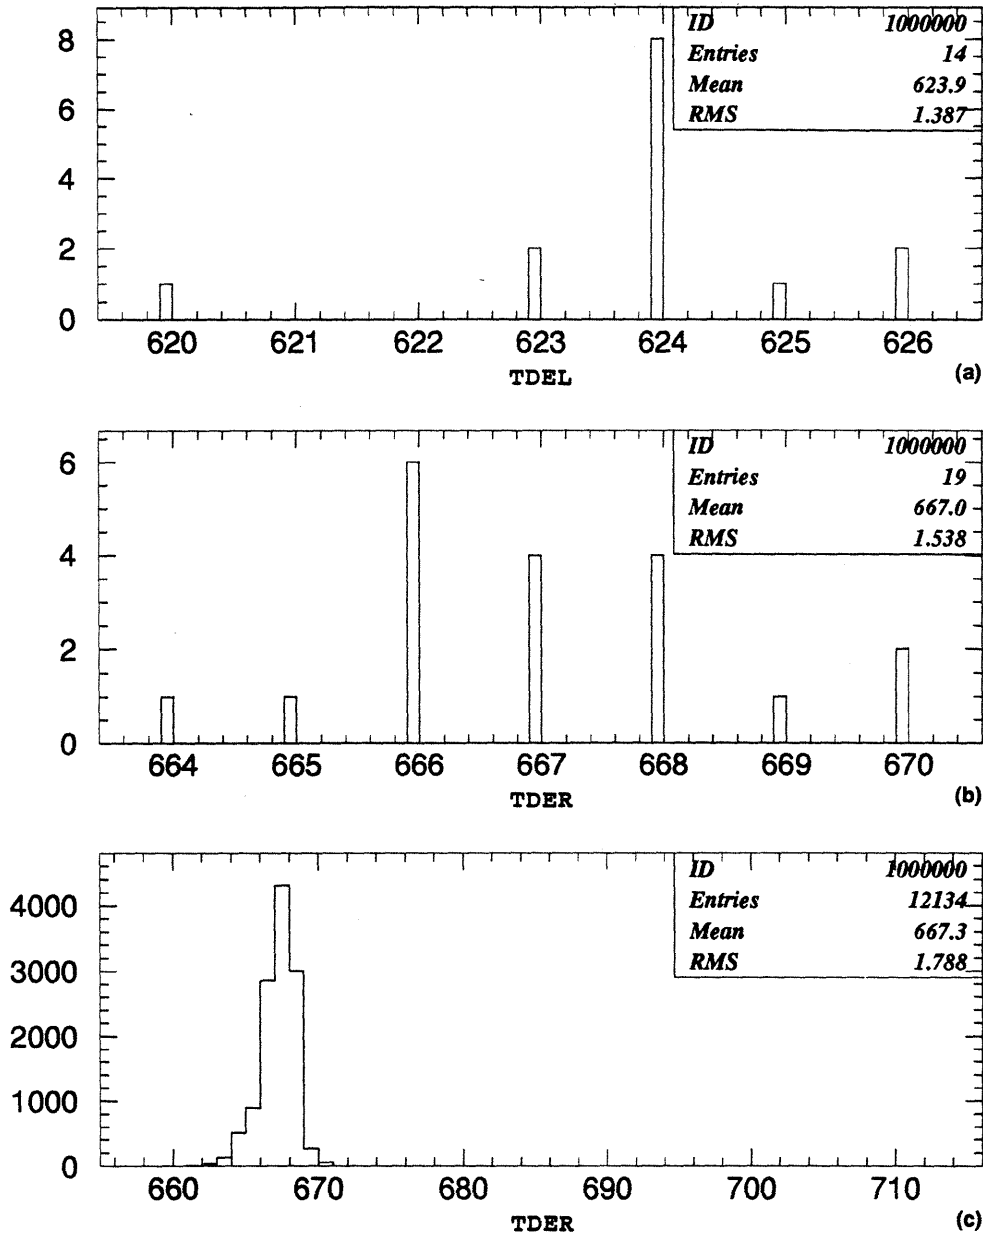 ID 1000000
Entries 14
Mean 623.9
RMS 1.387
8
6
4
2
0
620 621 622 623 624 625 626
TDEL
(a)
ID 1000000
Entries 19
Mean 667.0
RMS 1.538
6
4
2
0
664 665 666 667 668 669 670
TDER
(b)
ID 1000000
Entries 12134
Mean 667.3
RMS 1.788
4000
3000
2000
1000
0
660 670 680 690 700 710
TDER
(c)